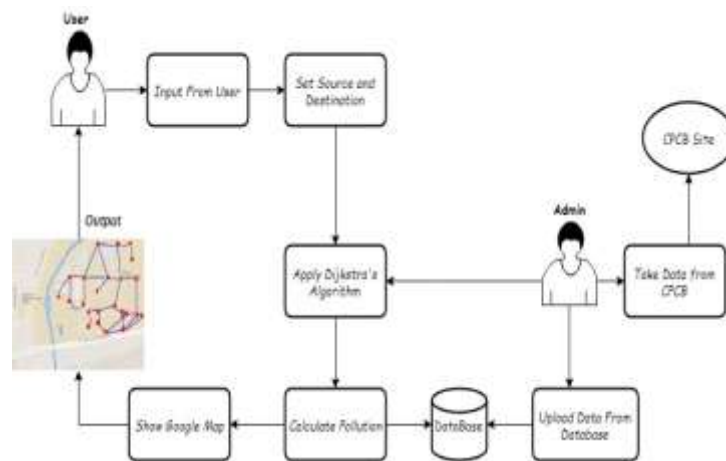 User
Input From User
Set Source and
Destination
CPCB Site
Admin
Output
Apply Dijkstra's
Algorithm
Take Data from
CPCB
Show Google Map
Calculate Pollution
DataBase
Upload Data From
Database